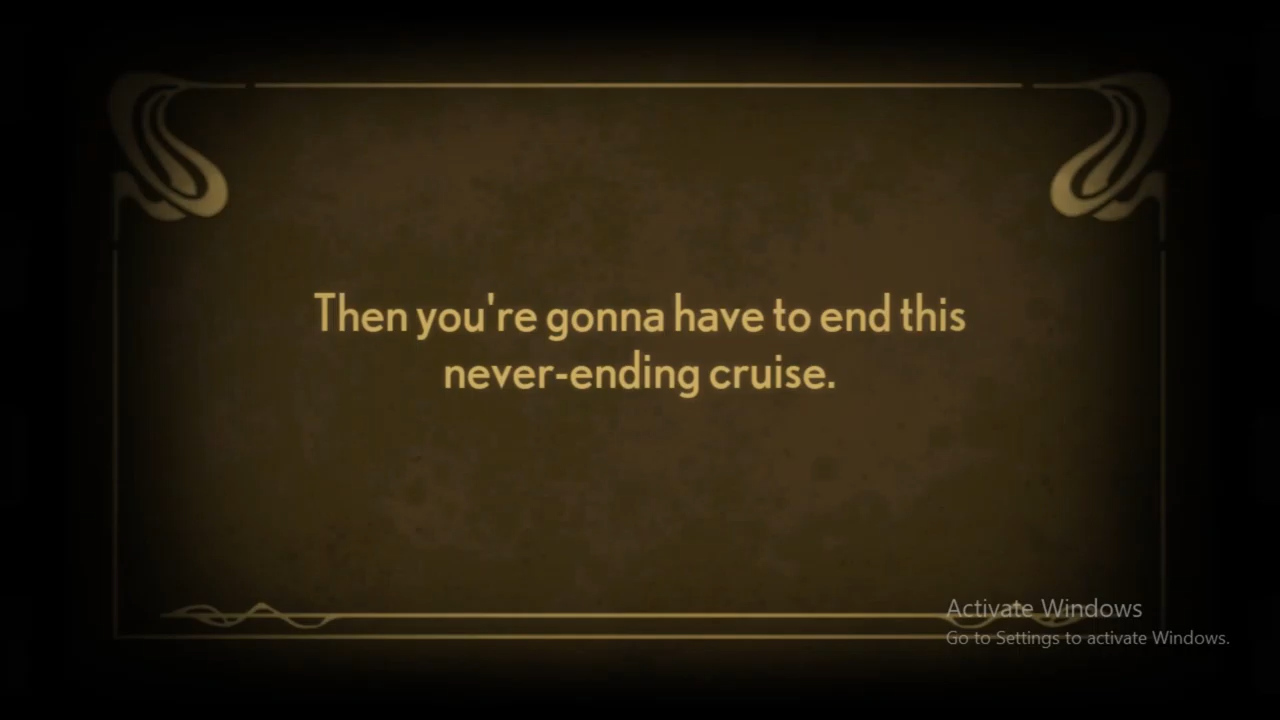 Then you're gonna have to end this
never-ending cruise.
Activate Windows
Go to Settings to activate Windows.